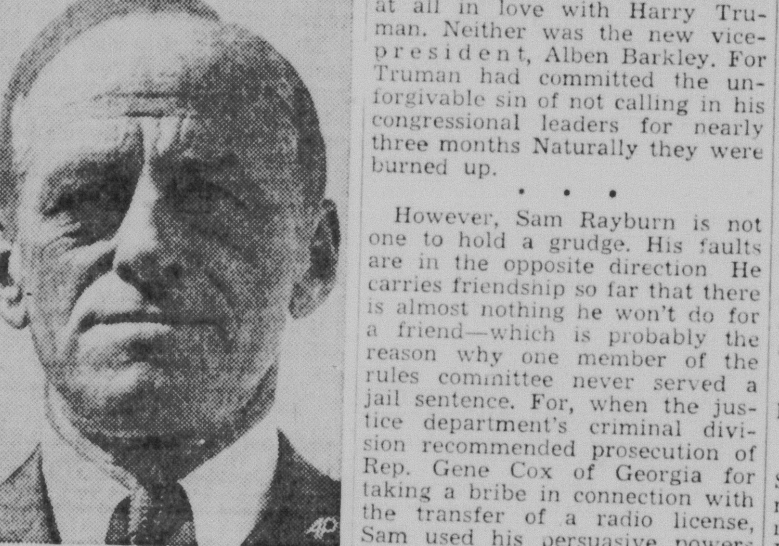 at all in love with Harry Tru-
man. Neither was the new vice-
president, Alben Barkley. For
Truman had committed the un-
forgivable sin of not calling in his
congressional leaders for nearly
three months Naturally they were
burned up.
• • •
However, Sam Rayburn is not
one to hold a grudge. His faults
are in the opposite direction He
carries friendship so far that there
is almost nothing he won't do for
a friend—which is probably the
reason why one member of the
rules committee never served a
jail sentence. For, when the jus-
tice department's criminal divi-
sion recommended prosecution of
Rep. Gene Cox of Georgia for
taking a bribe in connection with
the transfer of a radio license,
Sam used his persuasive powers
AP